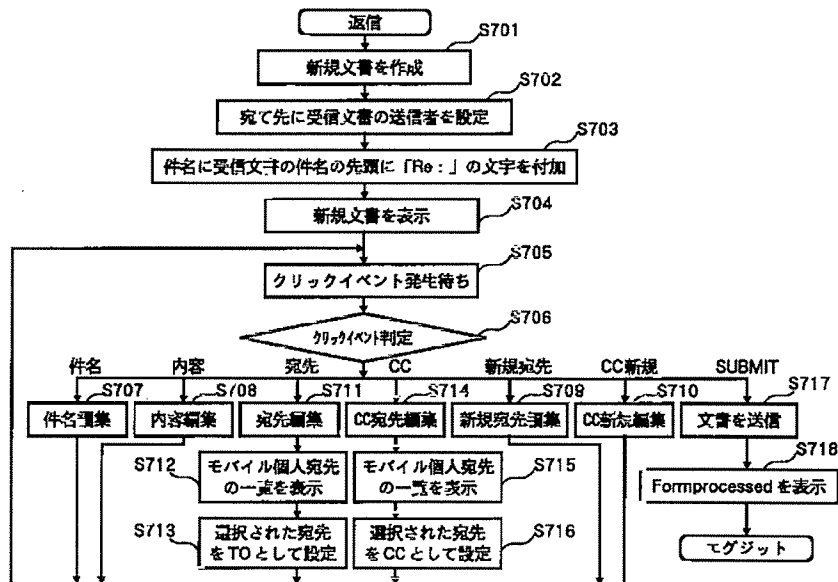 返信
S701
新規文書を作成
S702
宛て先に受信文書の送信者を設定
S703
件名に受信文書の件名の先頭に「Re：」の文字を付加
S704
新規文書を表示
S705
クリックイベント発生待ち
S706
クリックイベント判定
件名 内容 宛先 CC 新規宛先 CC新規 SUBMIT
S707 S708 S711 S714 S709 S710 S717
件名編集 内容編集 宛先編集 CC宛先編集 新規宛先編集 CC新規編集 文書を送信
S712 S715 S718
モバイル個人宛先 モバイル個人宛先
の一覧を表示 の一覧を表示
Formprocessedを表示
S713 S716
選択された宛先 選択された宛先
をTOとして設定 をCCとして設定
エグジット